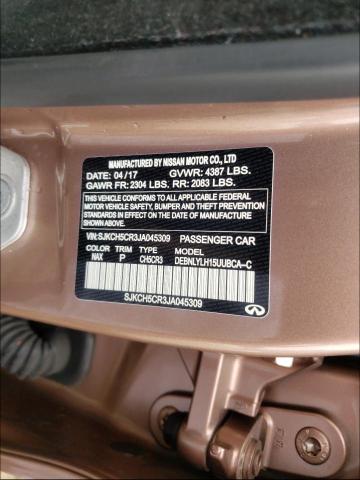 MANUFACTURED BY NISSAN MOTOR CO., LTD
DATE: 04/17 GVWR: 4387 LBS.
GAWR FR: 2304 LBS. RR: 2083 LBS.
THIS VEHICLE CONFORMS TO ALL APPLICABLE
FEDERAL MOTOR VEHICLE SAFETY, BUMPER, AND
THEFT PREVENTION STANDARDS IN EFFECT
ON THE DATE OF MANUFACTURE
SHOWN ABOVE.
VIN:SJKCH5CR3JA045309 PASSENGER CAR
COLOR TRIM TYPE MODEL
NAX P CH5CR3 DEBNLYLH15UUBCA-C
SJKCH5CR3JA045309